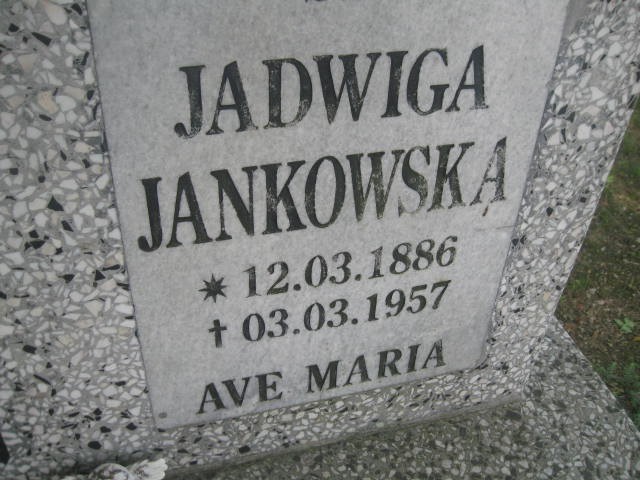 JADWIGA
JANKOWSKA
* 12.03.1886
† 03.03.1957
AVE MARIA